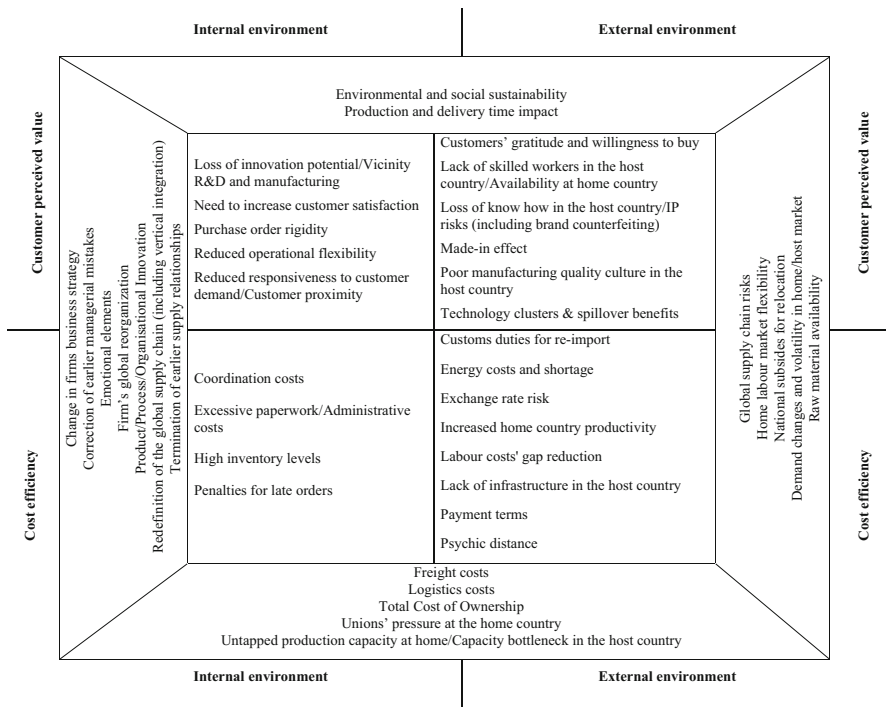 Internal environment
External environment
Customer perceived value
Cost efficiency
Environmental and social sustainability
Production and delivery time impact
Change in firms business strategy
Correction of earlier managerial mistakes
Emotional elements
Firm's global reorganization
Product/Process/Organisational Innovation
Redefinition of the global supply chain (including vertical integration)
Termination of earlier supply relationships
Loss of innovation potential/Vicinity
R&D and manufacturing
Need to increase customer satisfaction
Purchase order rigidity
Reduced operational flexibility
Reduced responsiveness to customer
demand/Customer proximity
Customers' gratitude and willingness to buy
Lack of skilled workers in the host
country/Availability at home country
Loss of know how in the host country/IP
risks (including brand counterfeiting)
Made-in effect
Poor manufacturing quality culture in the
host country
Technology clusters & spillover benefits
Coordination costs
Excessive paperwork/Administrative
costs
High inventory levels
Penalties for late orders
Customs duties for re-import
Energy costs and shortage
Exchange rate risk
Increased home country productivity
Labour costs' gap reduction
Lack of infrastructure in the host country
Payment terms
Psychic distance
Global supply chain risks
Home labour market flexibility
National subsides for relocation
Demand changes and volatility in home/host market
Raw material availability
Customer perceived value
Cost efficiency
Freight costs
Logistics costs
Total Cost of Ownership
Unions' pressure at the home country
Untapped production capacity at home/Capacity bottleneck in the host country
Internal environment
External environment